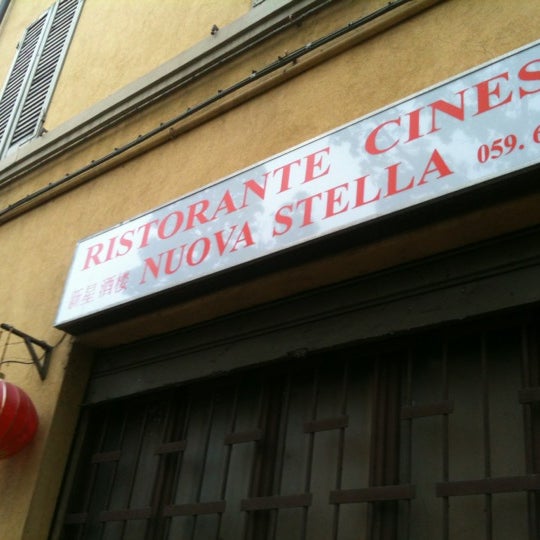 RISTORANTE CINES
新星酒楼 NUOVA STELLA 059. 6